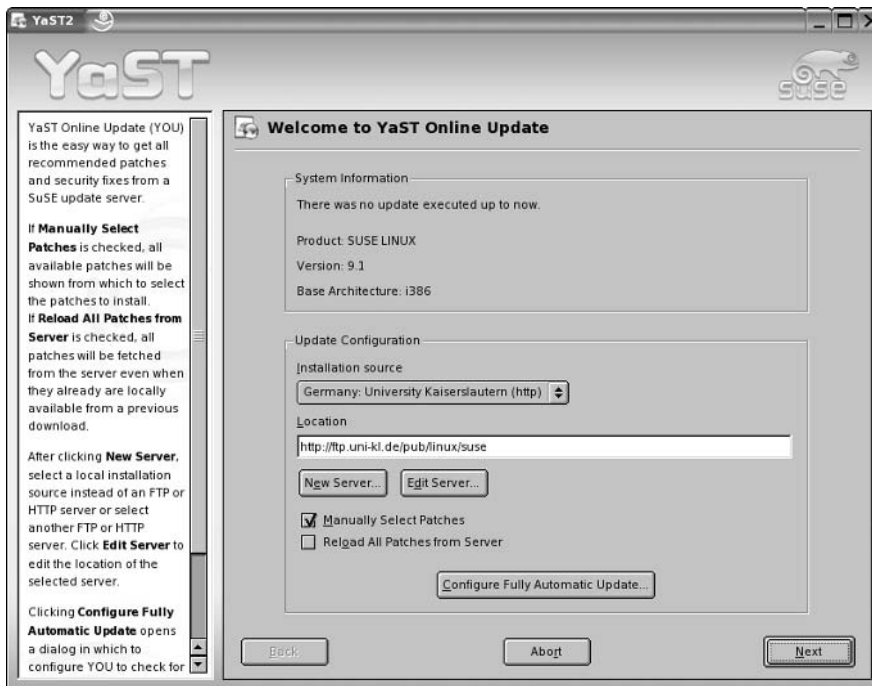 YaST2
YaST
suse
YaST Online Update (YOU)
is the easy way to get all
recommended patches
and security fixes from a
SuSE update server.
If Manually Select
Patches is checked, all
available patches will be
shown from which to select
the patches to install.
If Reload All Patches from
Server is checked, all
patches will be fetched
from the server even when
they already are locally
available from a previous
download.
After clicking New Server,
select a local installation
source instead of an FTP or
HTTP server or select
another FTP or HTTP
server. Click Edit Server to
edit the location of the
selected server.
Clicking Configure Fully
Automatic Update opens
a dialog in which to
configure YOU to check for
Welcome to YaST Online Update
System Information
There was no update executed up to now.
Product: SUSE LINUX
Version: 9.1
Base Architecture: i386
Update Configuration
Installation source
Germany: University Kaiserslautern (http)
Location
http://ftp.uni-kl.de/pub/linux/suse
New Server...
Edit Server...
Manually Select Patches
Reload All Patches from Server
Configure Fully Automatic Update...
Back
Abort
Next